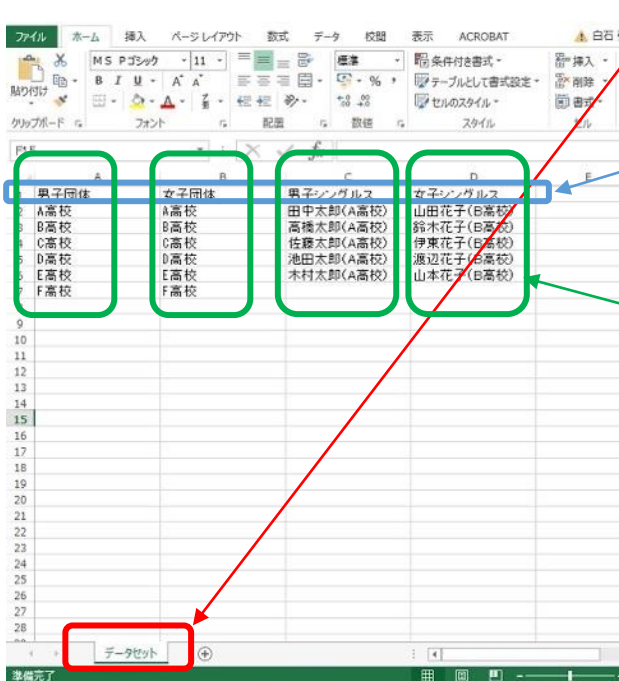 ファイル ホーム 挿入 ページレイアウト 数式 データ 校閲 表示 ACROBAT 白石
貼り付け MS Pゴシック 11 標準 条件付き書式 挿入
B I U A A % テーブルとして書式設定 削除
セルのスタイル 書式
クリップボード フォント 配置 数値 スタイル セル
A B C D E
1 男子団体 女子団体 男子シングルス 女子シングルス
2 A高校 A高校 田中太郎(A高校) 山田花子(B高校)
3 B高校 B高校 高橋太郎(A高校) 鈴木花子(B高校)
C高校 C高校 佐藤太郎(A高校) 伊東花子(B高校)
D高校 D高校 池田太郎(A高校) 渡辺花子(B高校)
E高校 E高校 木村太郎(A高校) 山本花子(B高校)
F高校 F高校
9
10
11
12
13
14
15
16
17
18
19
20
21
22
23
24
25
26
27
28
データセット
準備完了